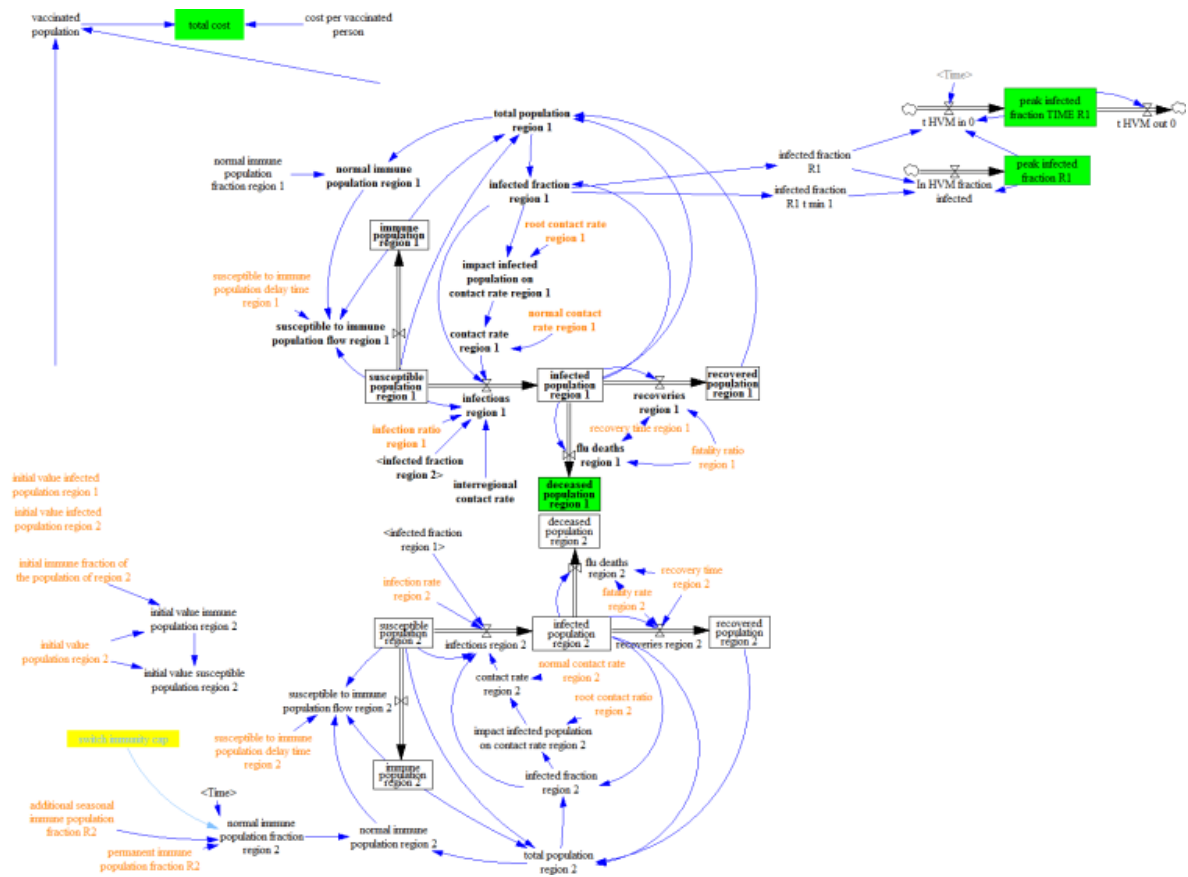 vaccinated
population
total cost
cost per vaccinated
person
<Time>
peak infected
fraction TIME R1
t HVM in 0
t HVM out 0
total population
region 1
normal immune
population
fraction region 1
normal immune
population region 1
infected fraction
region 1
infected fraction
R1
infected fraction
R1 t min 1
In HVM fraction
infected
peak infected
fraction R1
immune
population
region 1
root contact rate
region 1
impact infected
population on
contact rate region 1
susceptible to immune
population delay time
region 1
susceptible to immune
population flow region 1
contact rate
region 1
normal contact
rate region 1
susceptible
population
region 1
infections
region 1
infected
population
region 1
recoveries
region 1
recovered
population
region 1
infection ratio
region 1
<infected fraction
region 2>
interregional
contact rate
recovery time region 1
flu deaths
region 1
fatality ratio
region 1
deceased
population
region 1
initial value infected
population region 1
initial value infected
population region 2
deceased
population
region 2
<infected fraction
region 1>
flu deaths
region 2
recovery time
region 2
infection rate
region 2
fatality rate
region 2
initial immune fraction of
the population of region 2
initial value immune
population region 2
initial value
population region 2
initial value susceptible
population region 2
susceptible
population
region 2
infections region 2
infected
population
region 2
recoveries region 2
recovered
population
region 2
contact rate
region 2
normal contact rate
region 2
root contact ratio
region 2
susceptible to immune
population flow region 2
impact infected population
on contact rate region 2
switch immunity cap
susceptible to immune
population delay time
region 2
immune
population
region 2
infected fraction
region 2
<Time>
additional seasonal
immune population
fraction R2
normal immune
population fraction
region 2
normal immune
population region 2
permanent immune
population fraction R2
total population
region 2